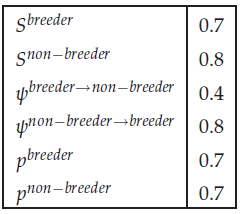 S^breeder 0.7
S^non−breeder 0.8
ψ^breeder→non−breeder 0.4
ψ^non−breeder→breeder 0.8
p^breeder 0.7
p^non−breeder 0.7